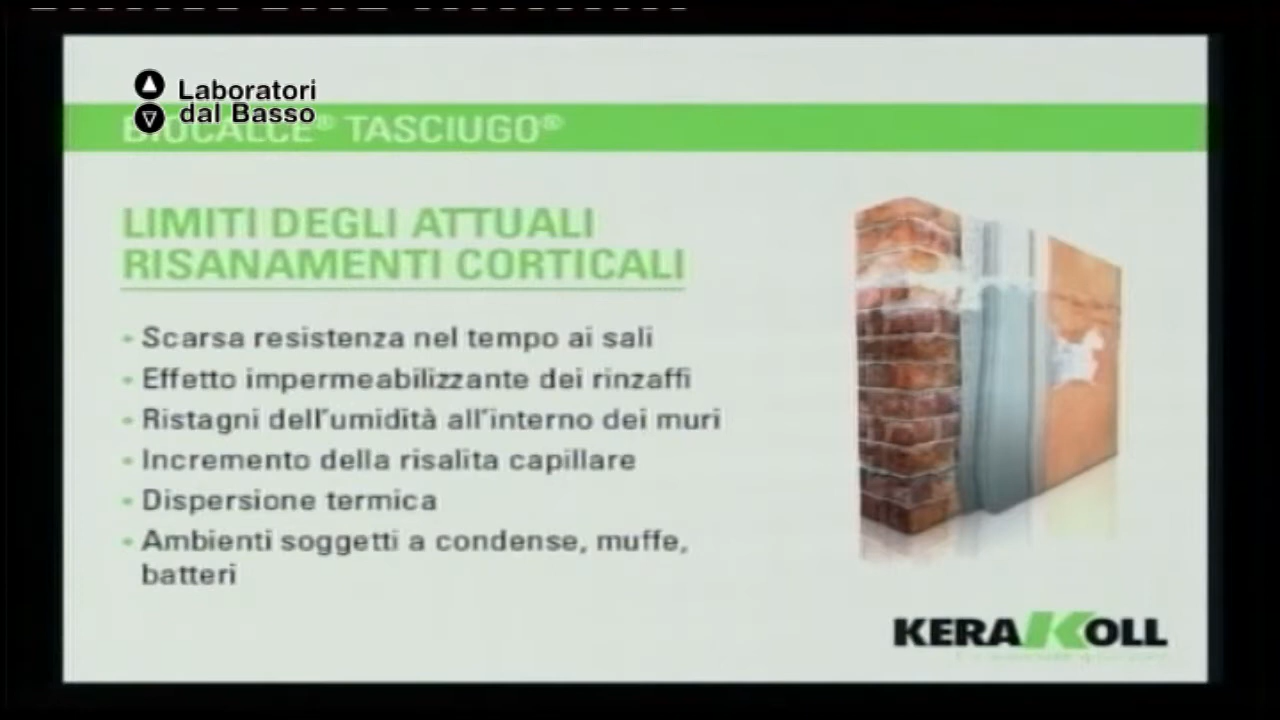 Laboratori
dal Basso
BIOCALCE® TASCIUGO®
LIMITI DEGLI ATTUALI
RISANAMENTI CORTICALI
- Scarsa resistenza nel tempo ai sali
- Effetto impermeabilizzante dei rinzaffi
- Ristagni dell'umidità all'interno dei muri
- Incremento della risalita capillare
- Dispersione termica
- Ambienti soggetti a condense, muffe,
batteri
KERAKOLL